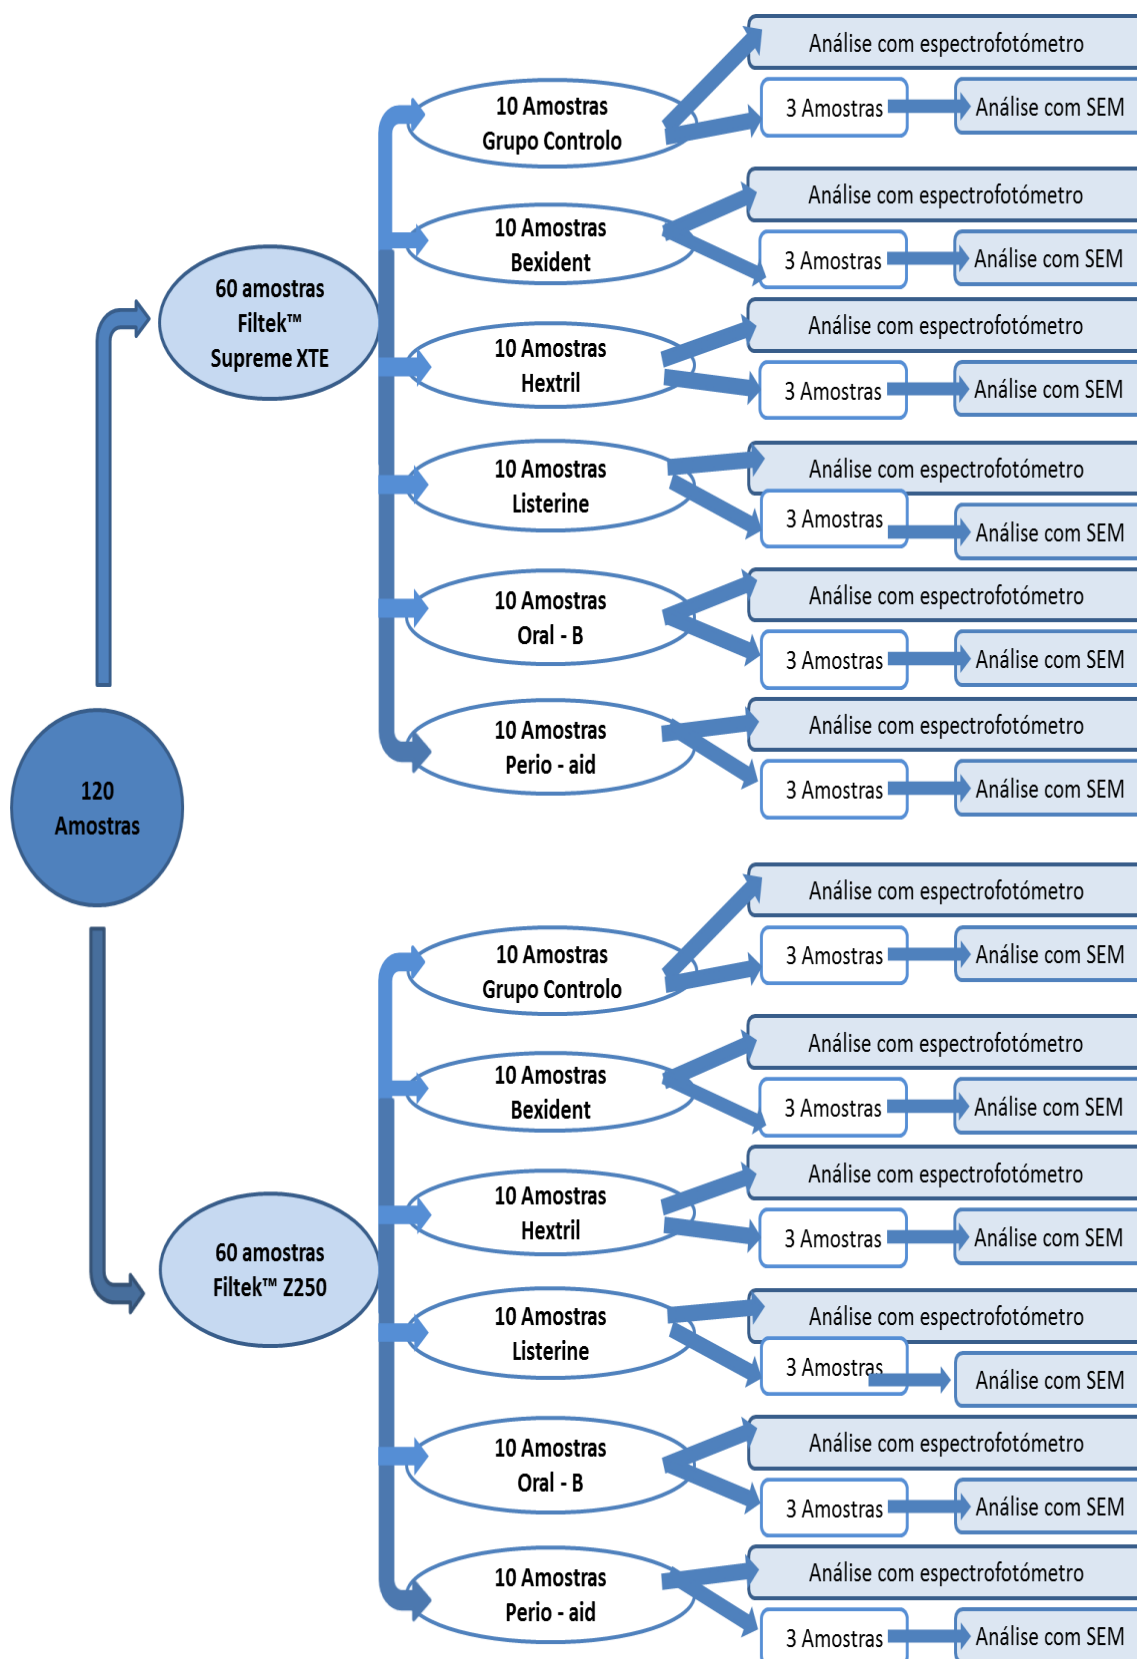 120
Amostras
60 amostras
Filtek™
Supreme XTE
10 Amostras
Grupo Controlo
Análise com espectrofotómetro
3 Amostras
Análise com SEM
10 Amostras
Bexident
Análise com espectrofotómetro
3 Amostras
Análise com SEM
10 Amostras
Hextril
Análise com espectrofotómetro
3 Amostras
Análise com SEM
10 Amostras
Listerine
Análise com espectrofotómetro
3 Amostras
Análise com SEM
10 Amostras
Oral - B
Análise com espectrofotómetro
3 Amostras
Análise com SEM
10 Amostras
Perio - aid
Análise com espectrofotómetro
3 Amostras
Análise com SEM
60 amostras
Filtek™ Z250
10 Amostras
Grupo Controlo
Análise com espectrofotómetro
3 Amostras
Análise com SEM
10 Amostras
Bexident
Análise com espectrofotómetro
3 Amostras
Análise com SEM
10 Amostras
Hextril
Análise com espectrofotómetro
3 Amostras
Análise com SEM
10 Amostras
Listerine
Análise com espectrofotómetro
3 Amostras
Análise com SEM
10 Amostras
Oral - B
Análise com espectrofotómetro
3 Amostras
Análise com SEM
10 Amostras
Perio - aid
Análise com espectrofotómetro
3 Amostras
Análise com SEM